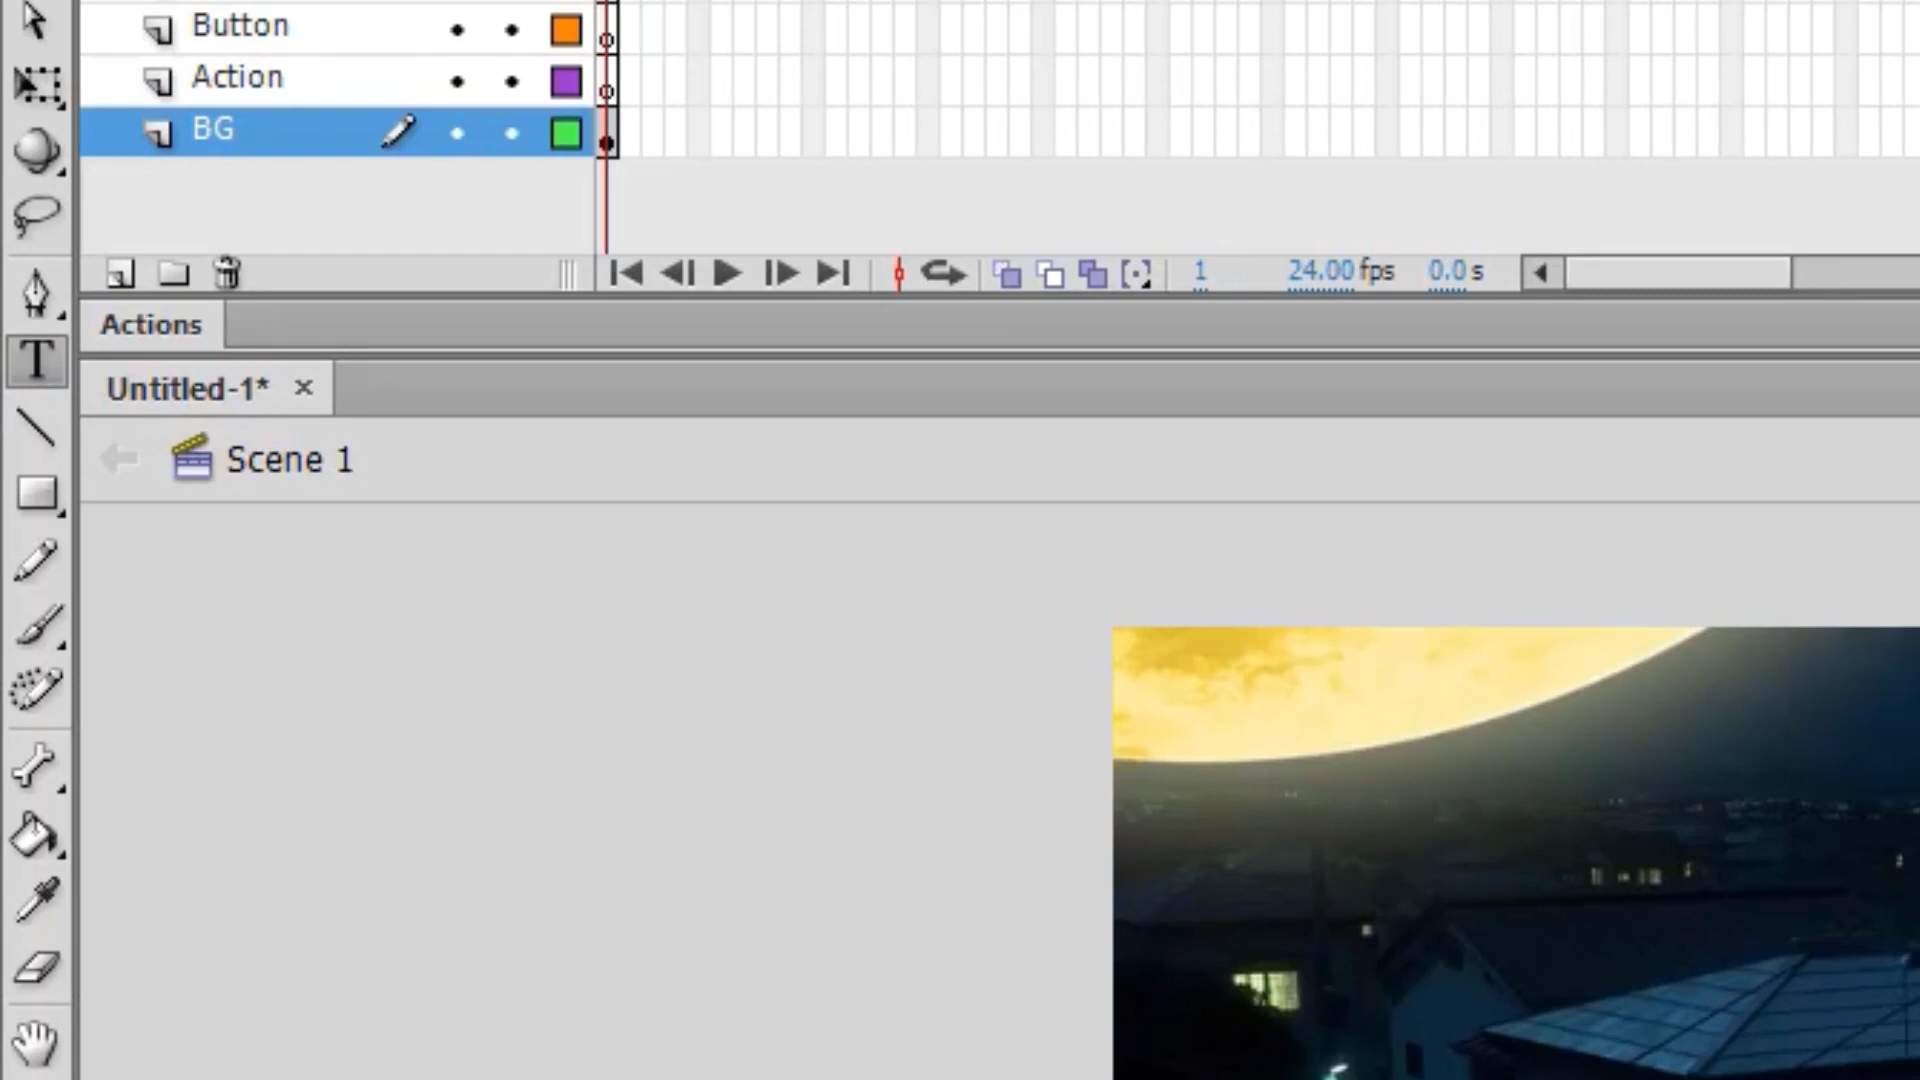 Button
Action
BG
1 24.00 fps 0.0 s
Actions
T
Untitled-1* ×
Scene 1